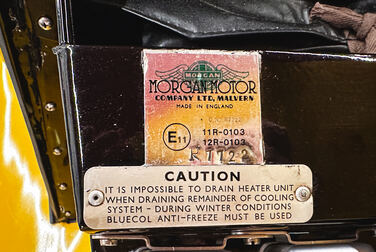 MORGAN
MORGAN MOTOR
COMPANY LTD, MALVERN
MADE IN ENGLAND
E11 11R-0103
12R-0103
K7722
CAUTION
IT IS IMPOSSIBLE TO DRAIN HEATER UNIT
WHEN DRAINING REMAINDER OF COOLING
SYSTEM - DURING WINTER CONDITIONS
BLUECOL ANTI-FREEZE MUST BE USED